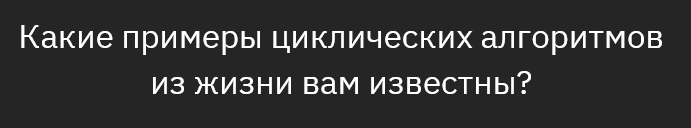 Какие примеры циклических алгоритмов
из жизни вам известны?